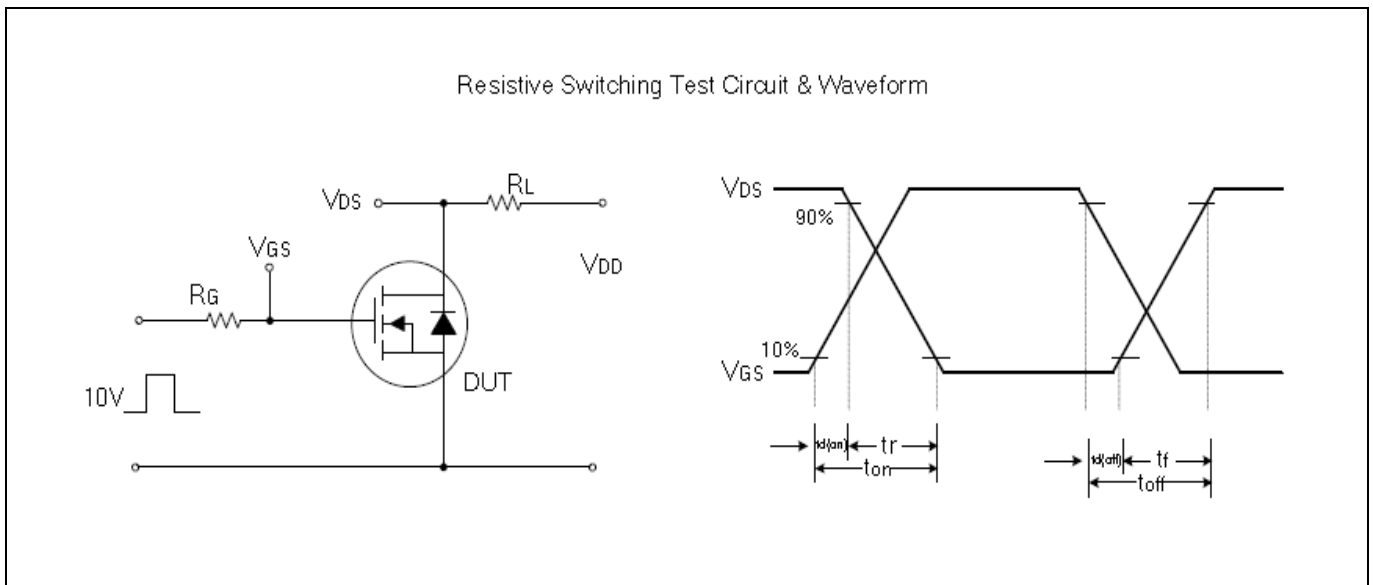 Resistive Switching Test Circuit & Waveform
VDS
RL
VGS
VDD
RG
10V
DUT
VDS
90%
10%
VGS
td(on)
tr
ton
td(off)
tf
toff